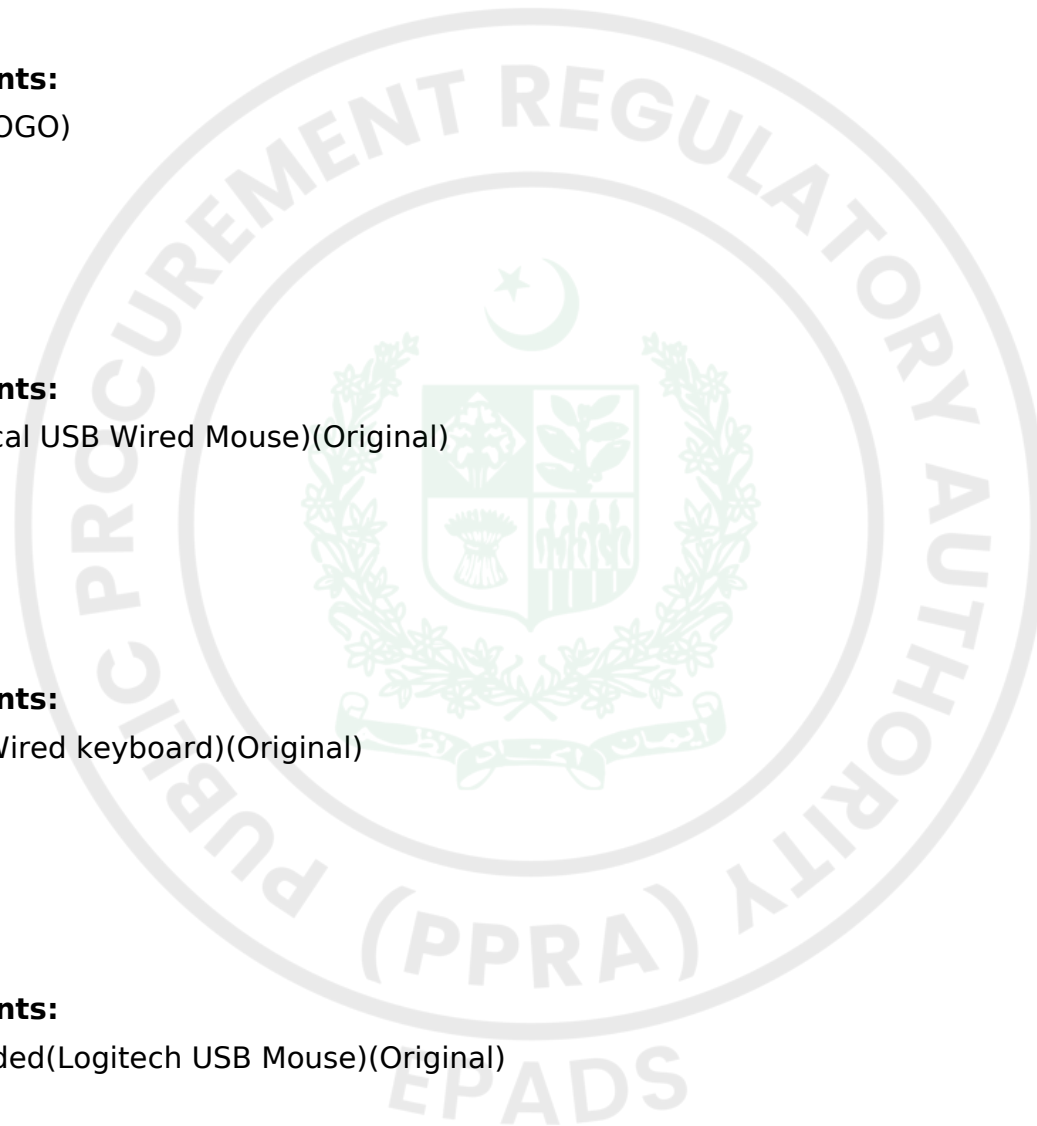 nts:
OGO)
nts:
cal USB Wired Mouse)(Original)
nts:
Wired keyboard)(Original)
nts:
ded(Logitech USB Mouse)(Original)
PUBLIC PROCUREMENT REGULATORY AUTHORITY
(PPRA)
EPADS